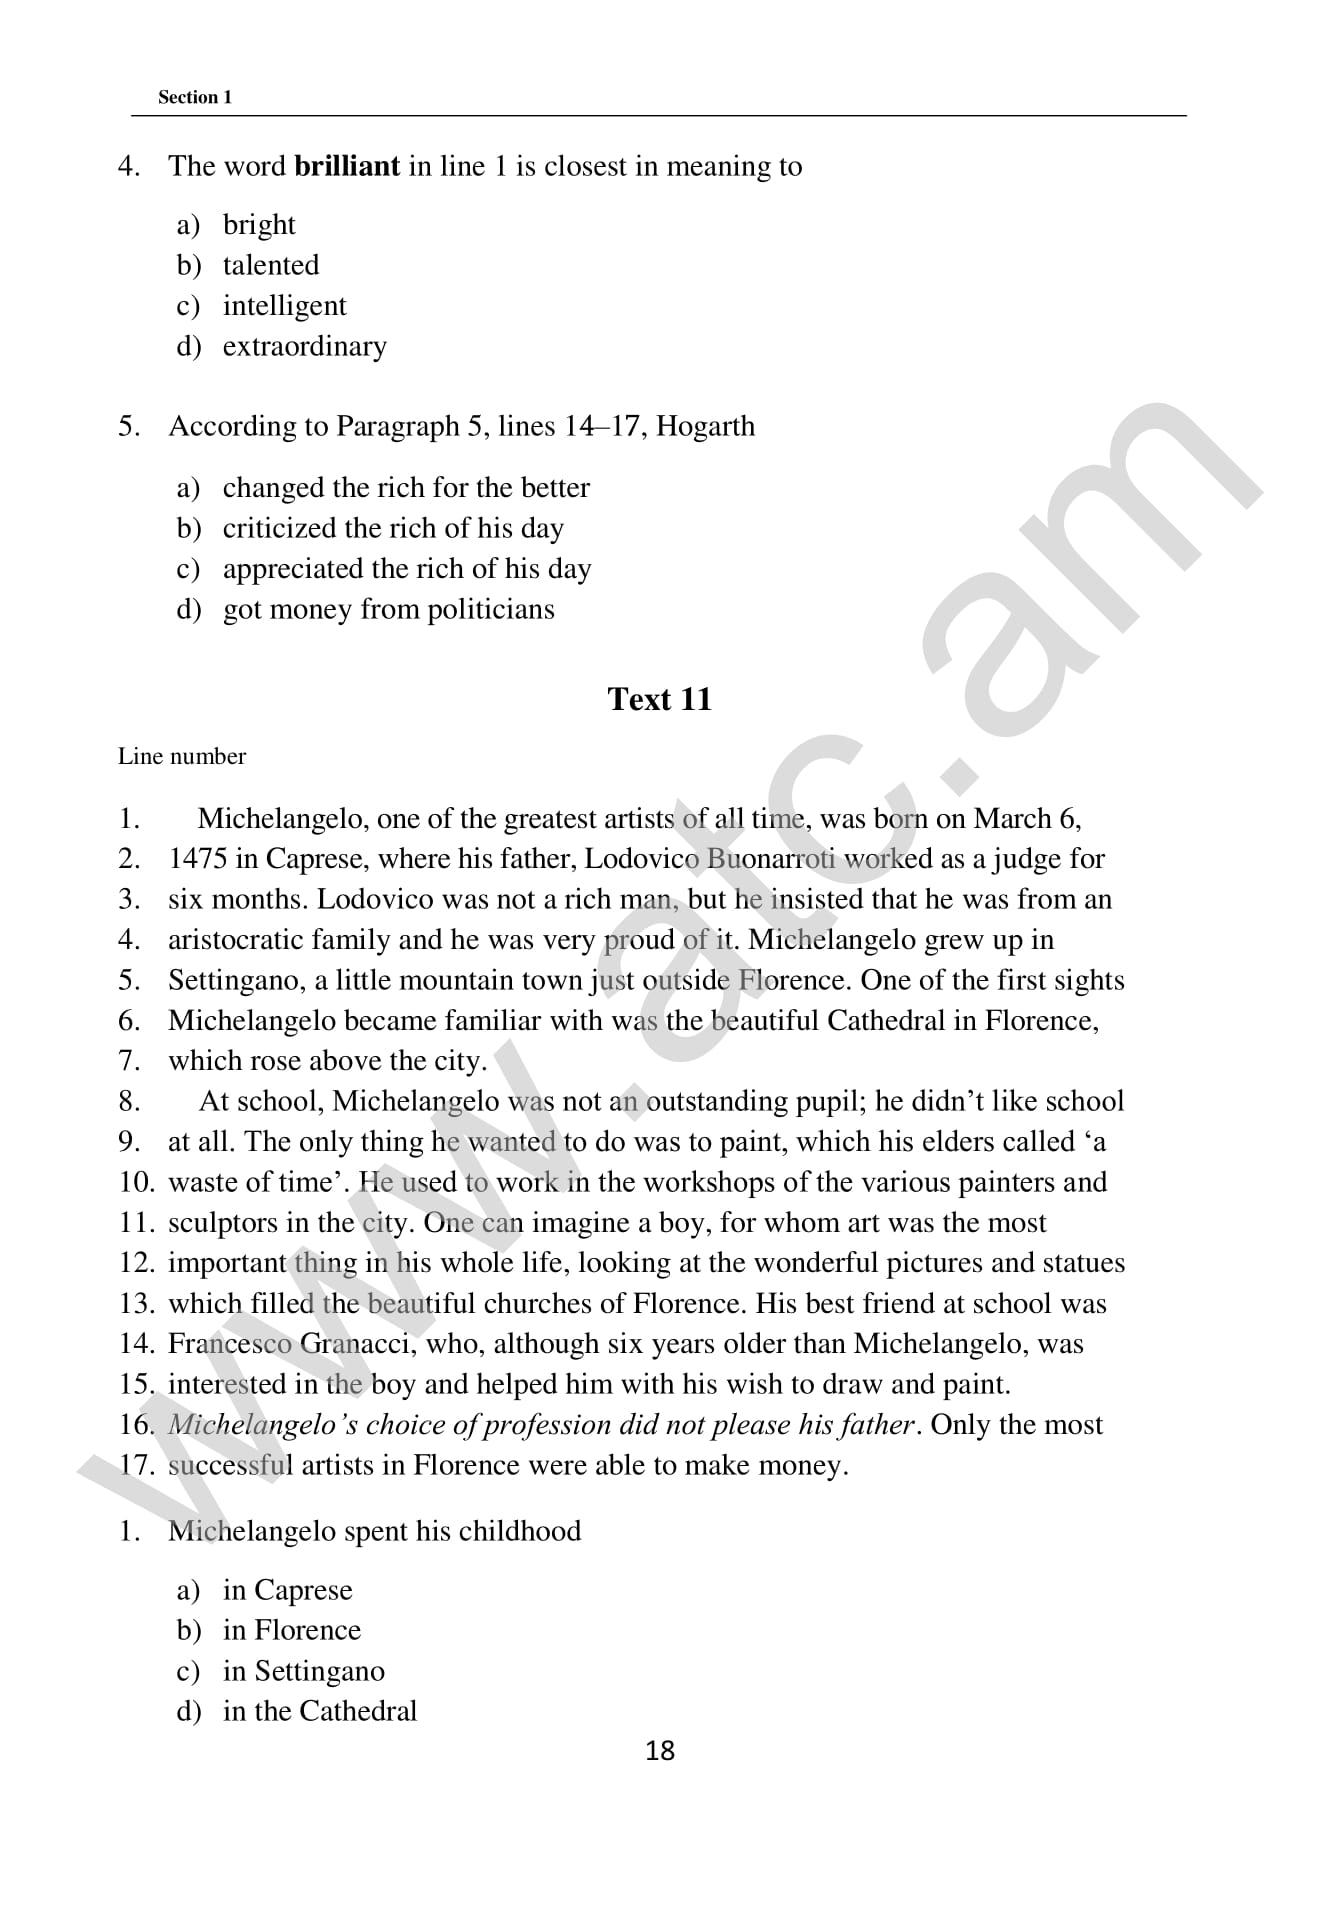 Section 1
4. The word brilliant in line 1 is closest in meaning to
a) bright
b) talented
c) intelligent
d) extraordinary
5. According to Paragraph 5, lines 14–17, Hogarth
a) changed the rich for the better
b) criticized the rich of his day
c) appreciated the rich of his day
d) got money from politicians
Text 11
Line number
1. Michelangelo, one of the greatest artists of all time, was born on March 6,
2. 1475 in Caprese, where his father, Lodovico Buonarroti worked as a judge for
3. six months. Lodovico was not a rich man, but he insisted that he was from an
4. aristocratic family and he was very proud of it. Michelangelo grew up in
5. Settingano, a little mountain town just outside Florence. One of the first sights
6. Michelangelo became familiar with was the beautiful Cathedral in Florence,
7. which rose above the city.
8. At school, Michelangelo was not an outstanding pupil; he didn’t like school
9. at all. The only thing he wanted to do was to paint, which his elders called ‘a
10. waste of time’. He used to work in the workshops of the various painters and
11. sculptors in the city. One can imagine a boy, for whom art was the most
12. important thing in his whole life, looking at the wonderful pictures and statues
13. which filled the beautiful churches of Florence. His best friend at school was
14. Francesco Granacci, who, although six years older than Michelangelo, was
15. interested in the boy and helped him with his wish to draw and paint.
16. Michelangelo’s choice of profession did not please his father. Only the most
17. successful artists in Florence were able to make money.
1. Michelangelo spent his childhood
a) in Caprese
b) in Florence
c) in Settingano
d) in the Cathedral
18
www.atc.am